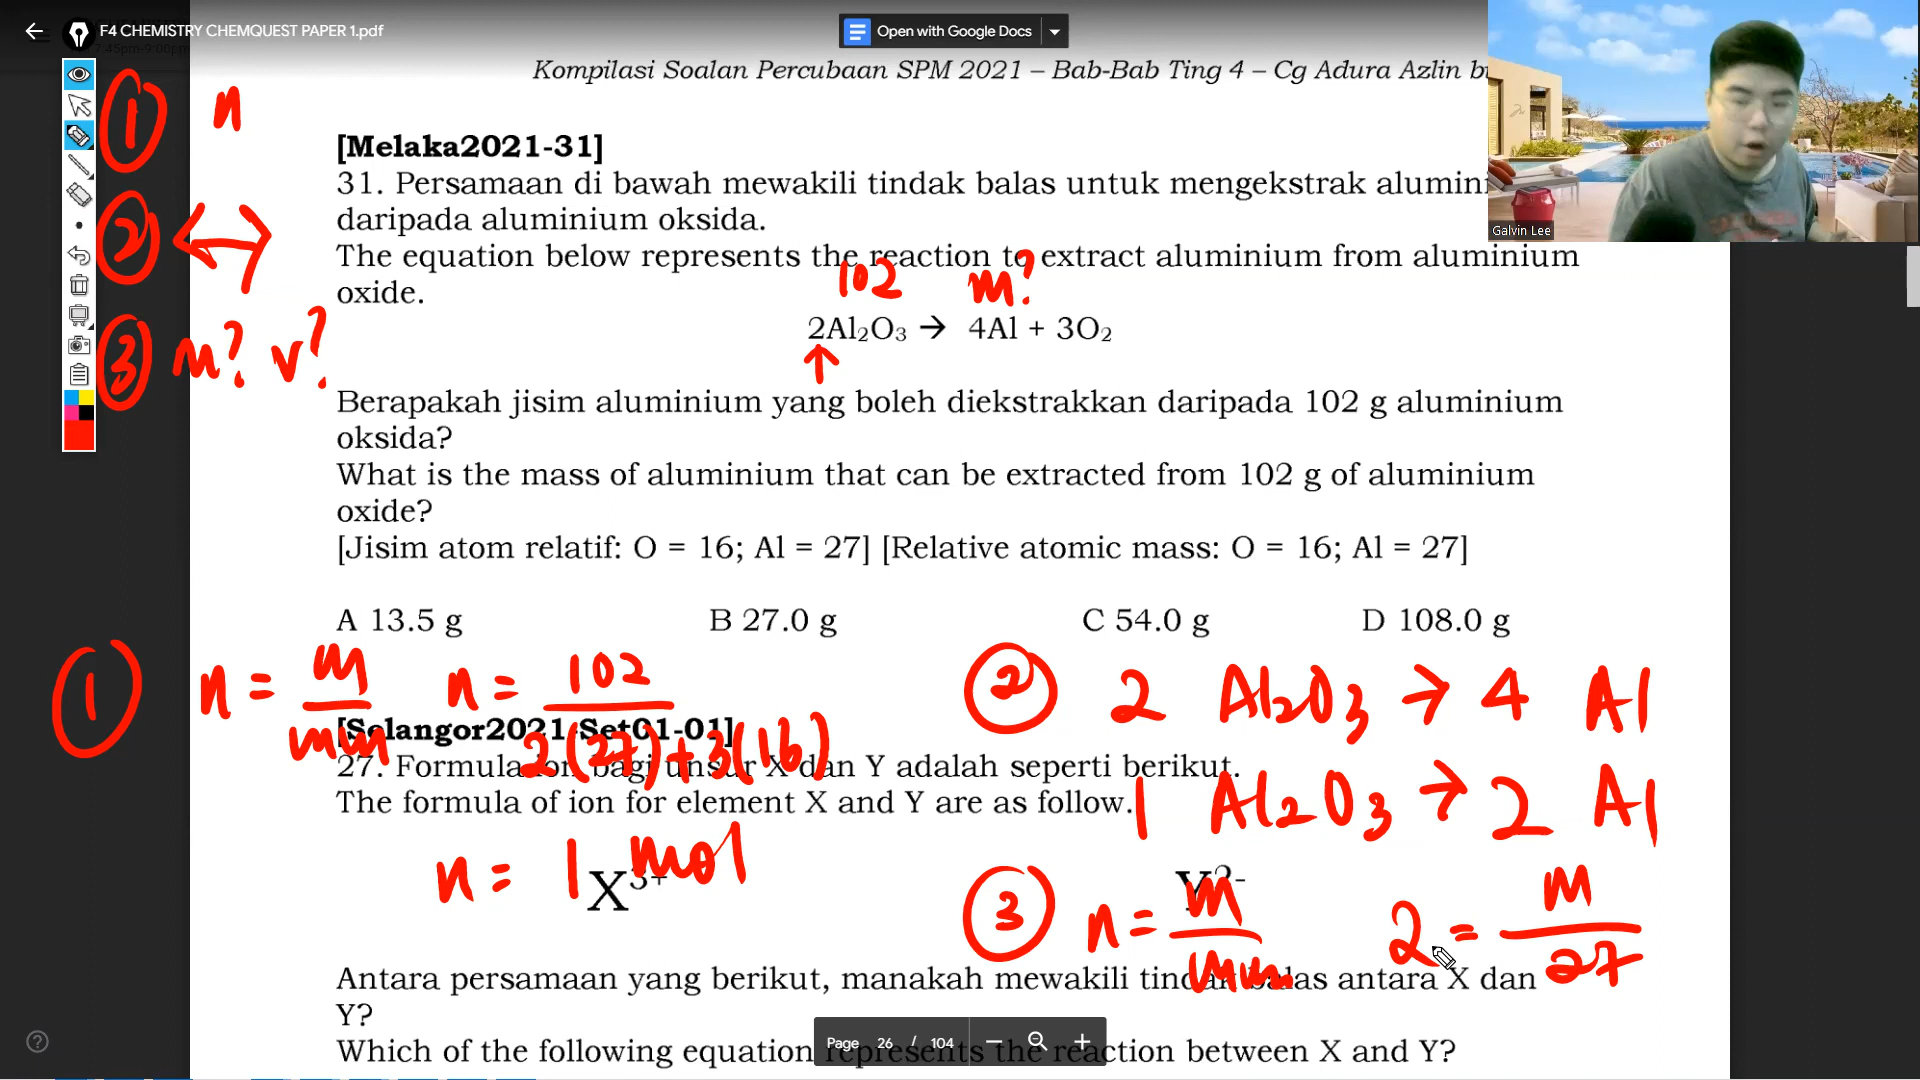 F4 CHEMISTRY CHEMQUEST PAPER 1.pdf
Open with Google Docs
Kompilasi Soalan Percubaan SPM 2021 – Bab-Bab Ting 4 – Cg Adura Azlin b
Galvin Lee
① n
②
③ m? v?
[Melaka2021-31]
31. Persamaan di bawah mewakili tindak balas untuk mengekstrak alumin
daripada aluminium oksida.
The equation below represents the reaction to extract aluminium from aluminium
oxide.
102 m?
2Al₂O₃ → 4Al + 3O₂
Berapakah jisim aluminium yang boleh diekstrakkan daripada 102 g aluminium
oksida?
What is the mass of aluminium that can be extracted from 102 g of aluminium
oxide?
[Jisim atom relatif: O = 16; Al = 27] [Relative atomic mass: O = 16; Al = 27]
A 13.5 g B 27.0 g C 54.0 g D 108.0 g
① n = m/mm n = 102/2(27)+3(16)
n = 1 mol
② 2 Al₂O₃ → 4 Al
1 Al₂O₃ → 2 Al
③ n = m/mm 2 = m/27
[Selangor2021-Set01-01]
27. Formula ion bagi unsur X dan Y adalah seperti berikut.
The formula of ion for element X and Y are as follow.
X³⁺ Y²⁻
Antara persamaan yang berikut, manakah mewakili tindak balas antara X dan
Y?
Which of the following equation represents the reaction between X and Y?
Page 26 / 104